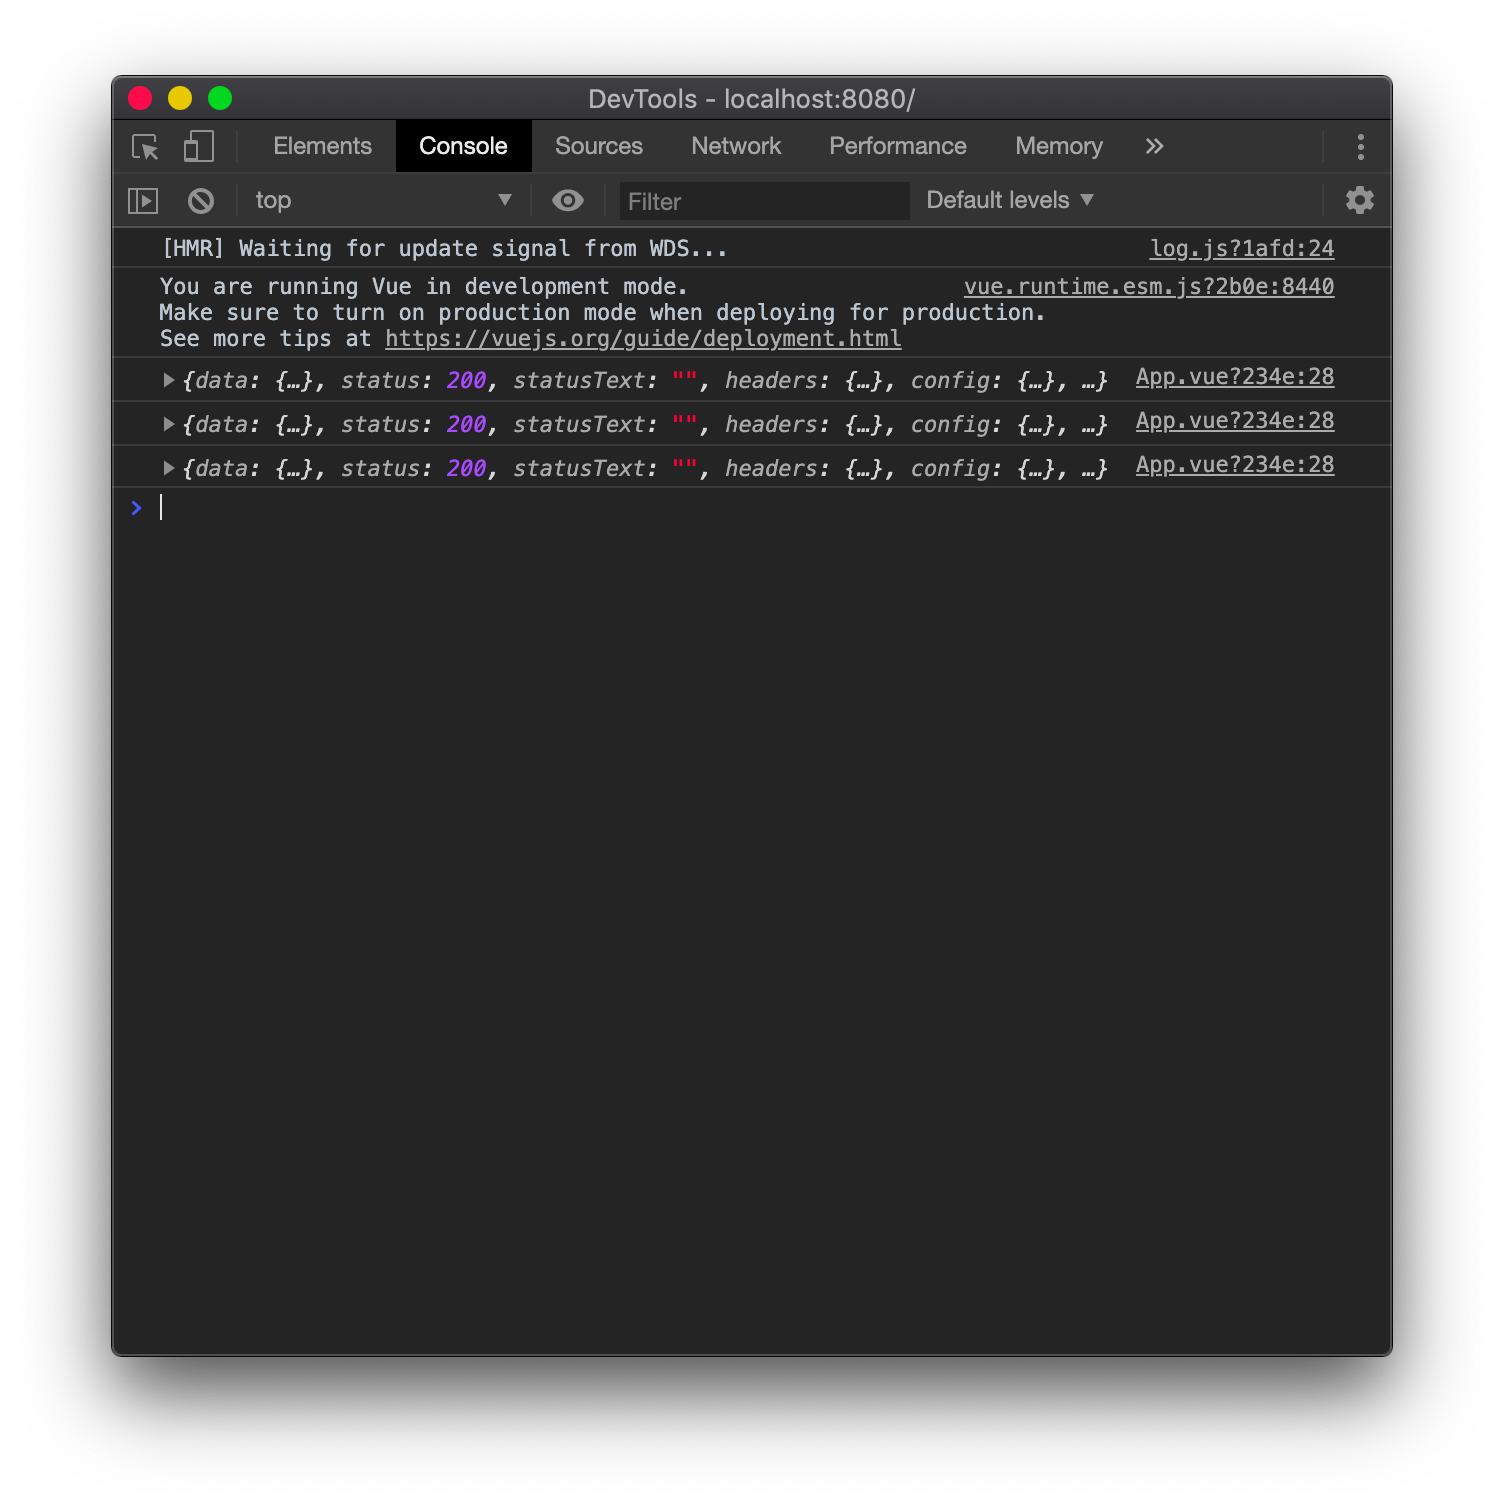 DevTools - localhost:8080/
Elements Console Sources Network Performance Memory »
top ▼ Filter Default levels ▼
[HMR] Waiting for update signal from WDS... log.js?1afd:24
You are running Vue in development mode. vue.runtime.esm.js?2b0e:8440
Make sure to turn on production mode when deploying for production.
See more tips at https://vuejs.org/guide/deployment.html
▶{data: {…}, status: 200, statusText: "", headers: {…}, config: {…}, …} App.vue?234e:28
▶{data: {…}, status: 200, statusText: "", headers: {…}, config: {…}, …} App.vue?234e:28
▶{data: {…}, status: 200, statusText: "", headers: {…}, config: {…}, …} App.vue?234e:28
>